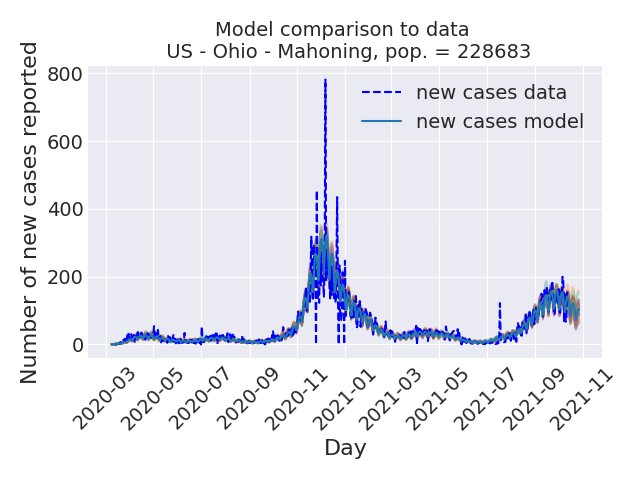 Model comparison to data
US - Ohio - Mahoning, pop. = 228683
Number of new cases reported
800
600
400
200
0
new cases data
new cases model
2020-03
2020-05
2020-07
2020-09
2020-11
2021-01
2021-03
2021-05
2021-07
2021-09
2021-11
Day